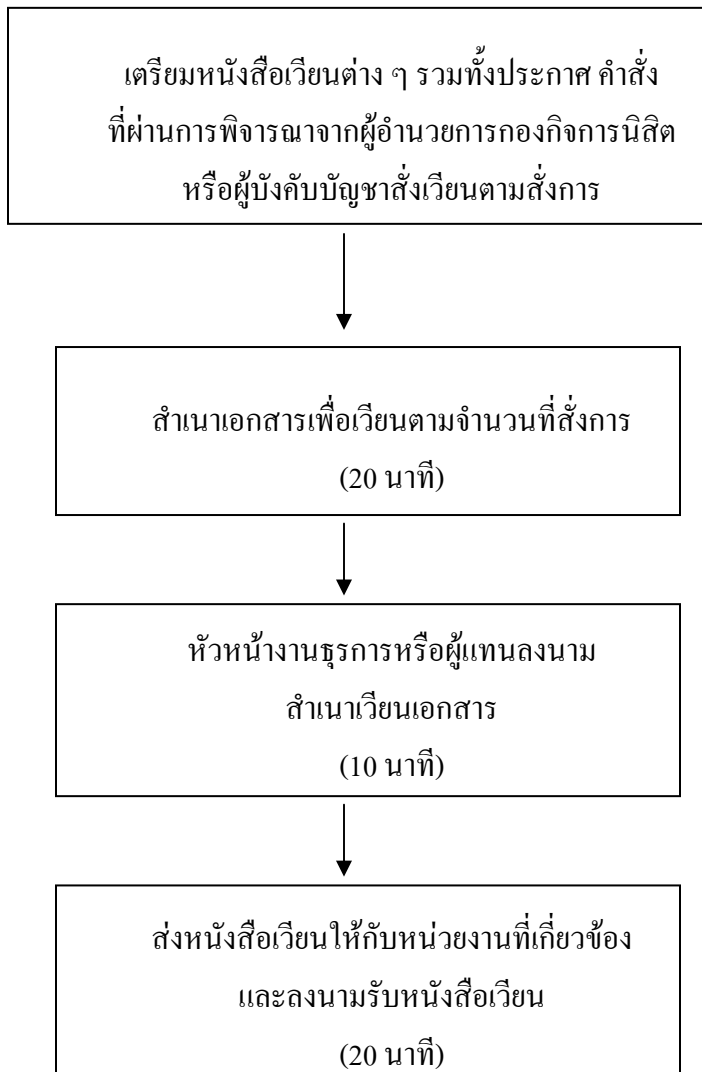 เตรียมหนังสือเวียนต่าง ๆ รวมทั้งประกาศ คำสั่ง
ที่ผ่านการพิจารณาจากผู้อำนวยการกองกิจการนิสิต
หรือผู้บังคับบัญชาสั่งเวียนตามสั่งการ
สำเนาเอกสารเพื่อเวียนตามจำนวนที่สั่งการ
(20 นาที)
หัวหน้างานธุรการหรือผู้แทนลงนาม
สำเนาเวียนเอกสาร
(10 นาที)
ส่งหนังสือเวียนให้กับหน่วยงานที่เกี่ยวข้อง
และลงนามรับหนังสือเวียน
(20 นาที)